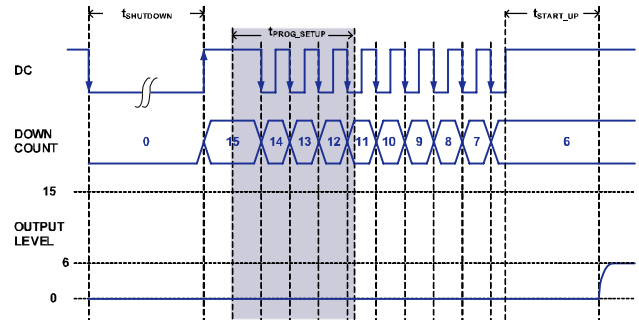 tSHUTDOWN
tPROG_SETUP
tSTART_UP
DC
DOWN COUNT
0 15 14 13 12 11 10 9 8 7 6
15
OUTPUT LEVEL
6
0